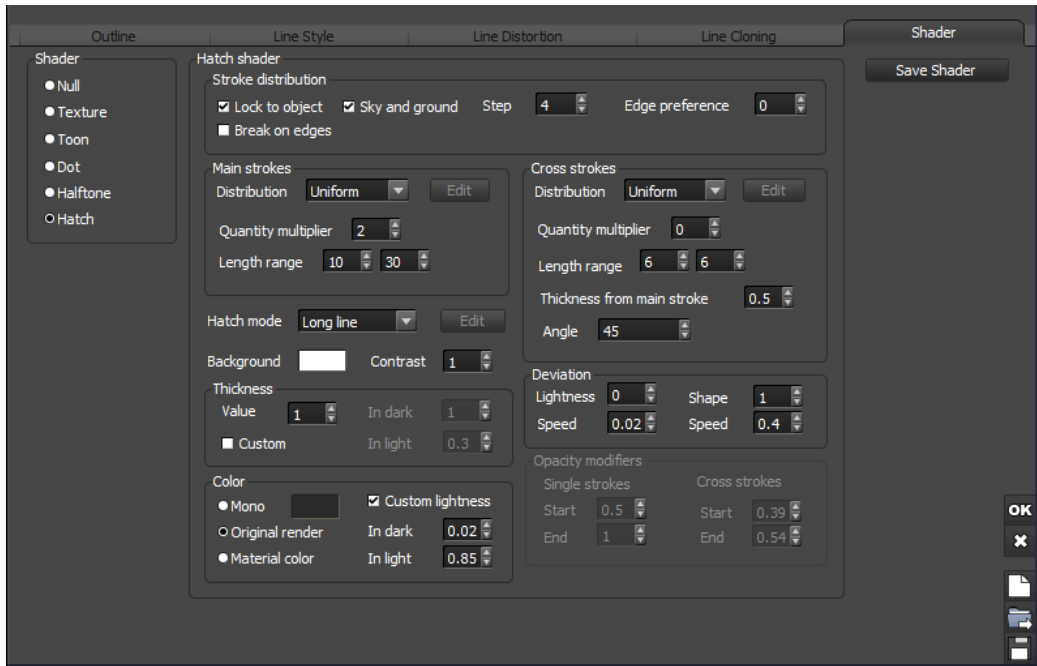 Outline Line Style Line Distortion Line Cloning Shader
Shader
Null
Texture
Toon
Dot
Halftone
Hatch
Hatch shader
Stroke distribution
Lock to object Sky and ground Step 4 Edge preference 0
Break on edges
Main strokes
Distribution Uniform Edit
Quantity multiplier 2
Length range 10 30
Cross strokes
Distribution Uniform Edit
Quantity multiplier 0
Length range 6 6
Thickness from main stroke 0.5
Angle 45
Hatch mode Long line Edit
Background Contrast 1
Thickness
Value 1 In dark 1
Custom In light 0.3
Deviation
Lightness 0 Shape 1
Speed 0.02 Speed 0.4
Color
Mono Custom lightness
Original render In dark 0.02
Material color In light 0.85
Opacity modifiers
Single strokes Cross strokes
Start 0.5 Start 0.39
End 1 End 0.54
Save Shader
OK